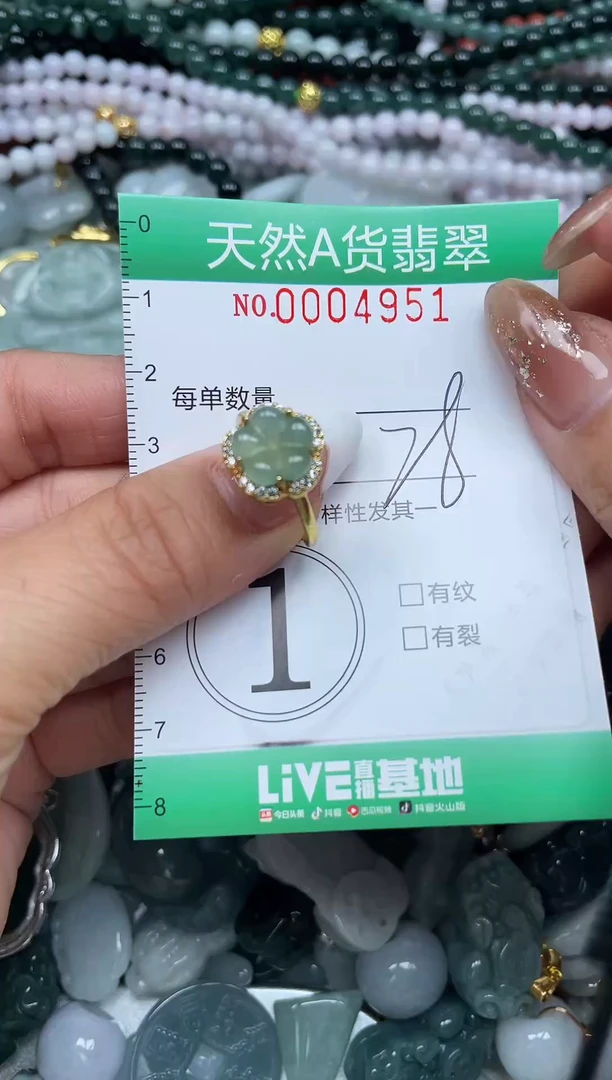 天然A货翡翠
NO.0004951
0
1
2
3
6
7
8
每单数量
78
样性发其一
1
□有纹
□有裂
LiVE直播基地
今日头条 抖音 西瓜视频 抖音火山版